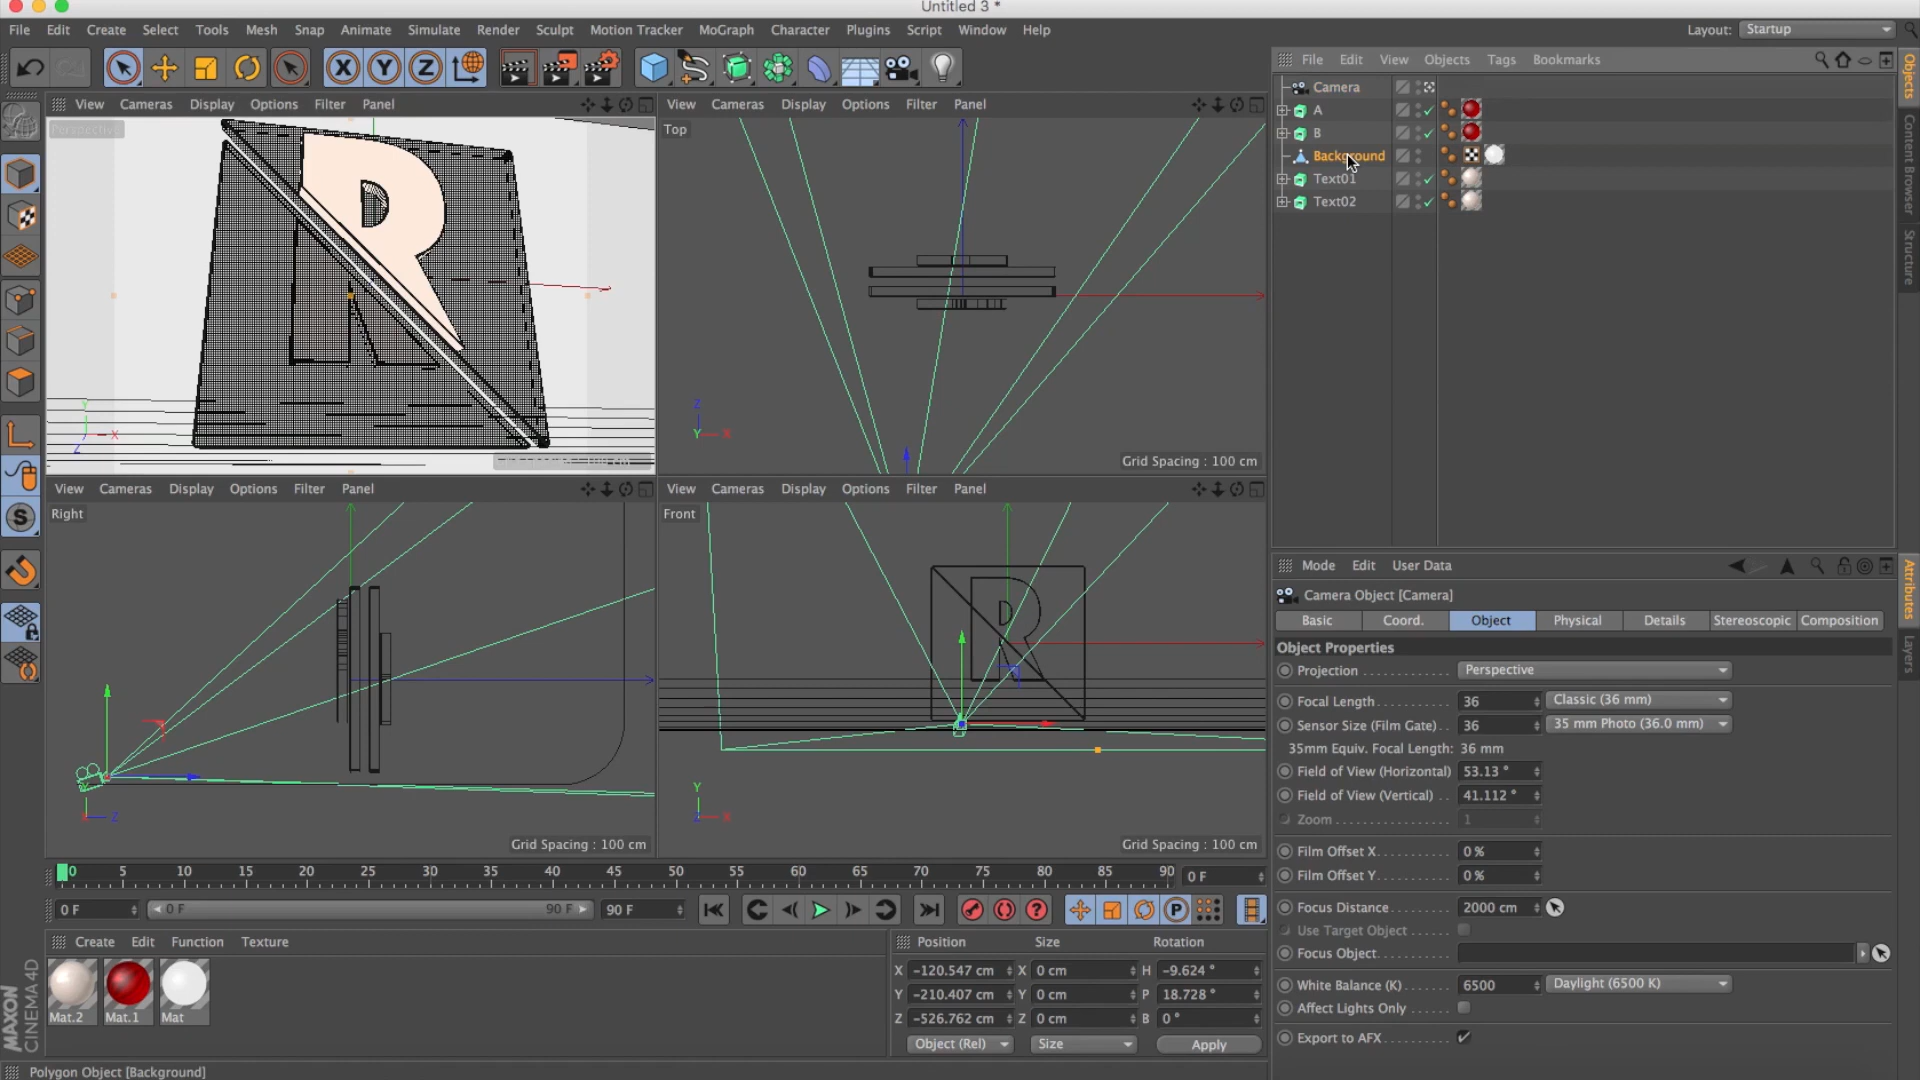 Untitled 3 *
File Edit Create Select Tools Mesh Snap Animate Simulate Render Sculpt Motion Tracker MoGraph Character Plugins Script Window Help Layout: Startup
File Edit View Objects Tags Bookmarks
Camera
A
B
Background
Text01
Text02
Objects
Content Browser
Structure
View Cameras Display Options Filter Panel
Perspective
View Cameras Display Options Filter Panel
Top
Z
Y X
Grid Spacing : 100 cm
Y
X
Z
View Cameras Display Options Filter Panel
Right
Y
Z
Grid Spacing : 100 cm
View Cameras Display Options Filter Panel
Front
Y
Z X
Grid Spacing : 100 cm
0 5 10 15 20 25 30 35 40 45 50 55 60 65 70 75 80 85 90 0 F
0 F 0 F 90 F 90 F
Create Edit Function Texture
Mat.2 Mat.1 Mat
MAXON
CINEMA 4D
Position Size Rotation
X -120.547 cm X 0 cm H -9.624 °
Y -210.407 cm Y 0 cm P 18.728 °
Z -526.762 cm Z 0 cm B 0 °
Object (Rel) Size Apply
Polygon Object [Background]
Mode Edit User Data
Camera Object [Camera]
Basic Coord. Object Physical Details Stereoscopic Composition
Object Properties
Projection Perspective
Focal Length 36 Classic (36 mm)
Sensor Size (Film Gate) 36 35 mm Photo (36.0 mm)
35mm Equiv. Focal Length: 36 mm
Field of View (Horizontal) 53.13 °
Field of View (Vertical) 41.112 °
Zoom 1
Film Offset X 0 %
Film Offset Y 0 %
Focus Distance 2000 cm
Use Target Object
Focus Object
White Balance (K) 6500 Daylight (6500 K)
Affect Lights Only
Export to AFX
Attributes
Layers